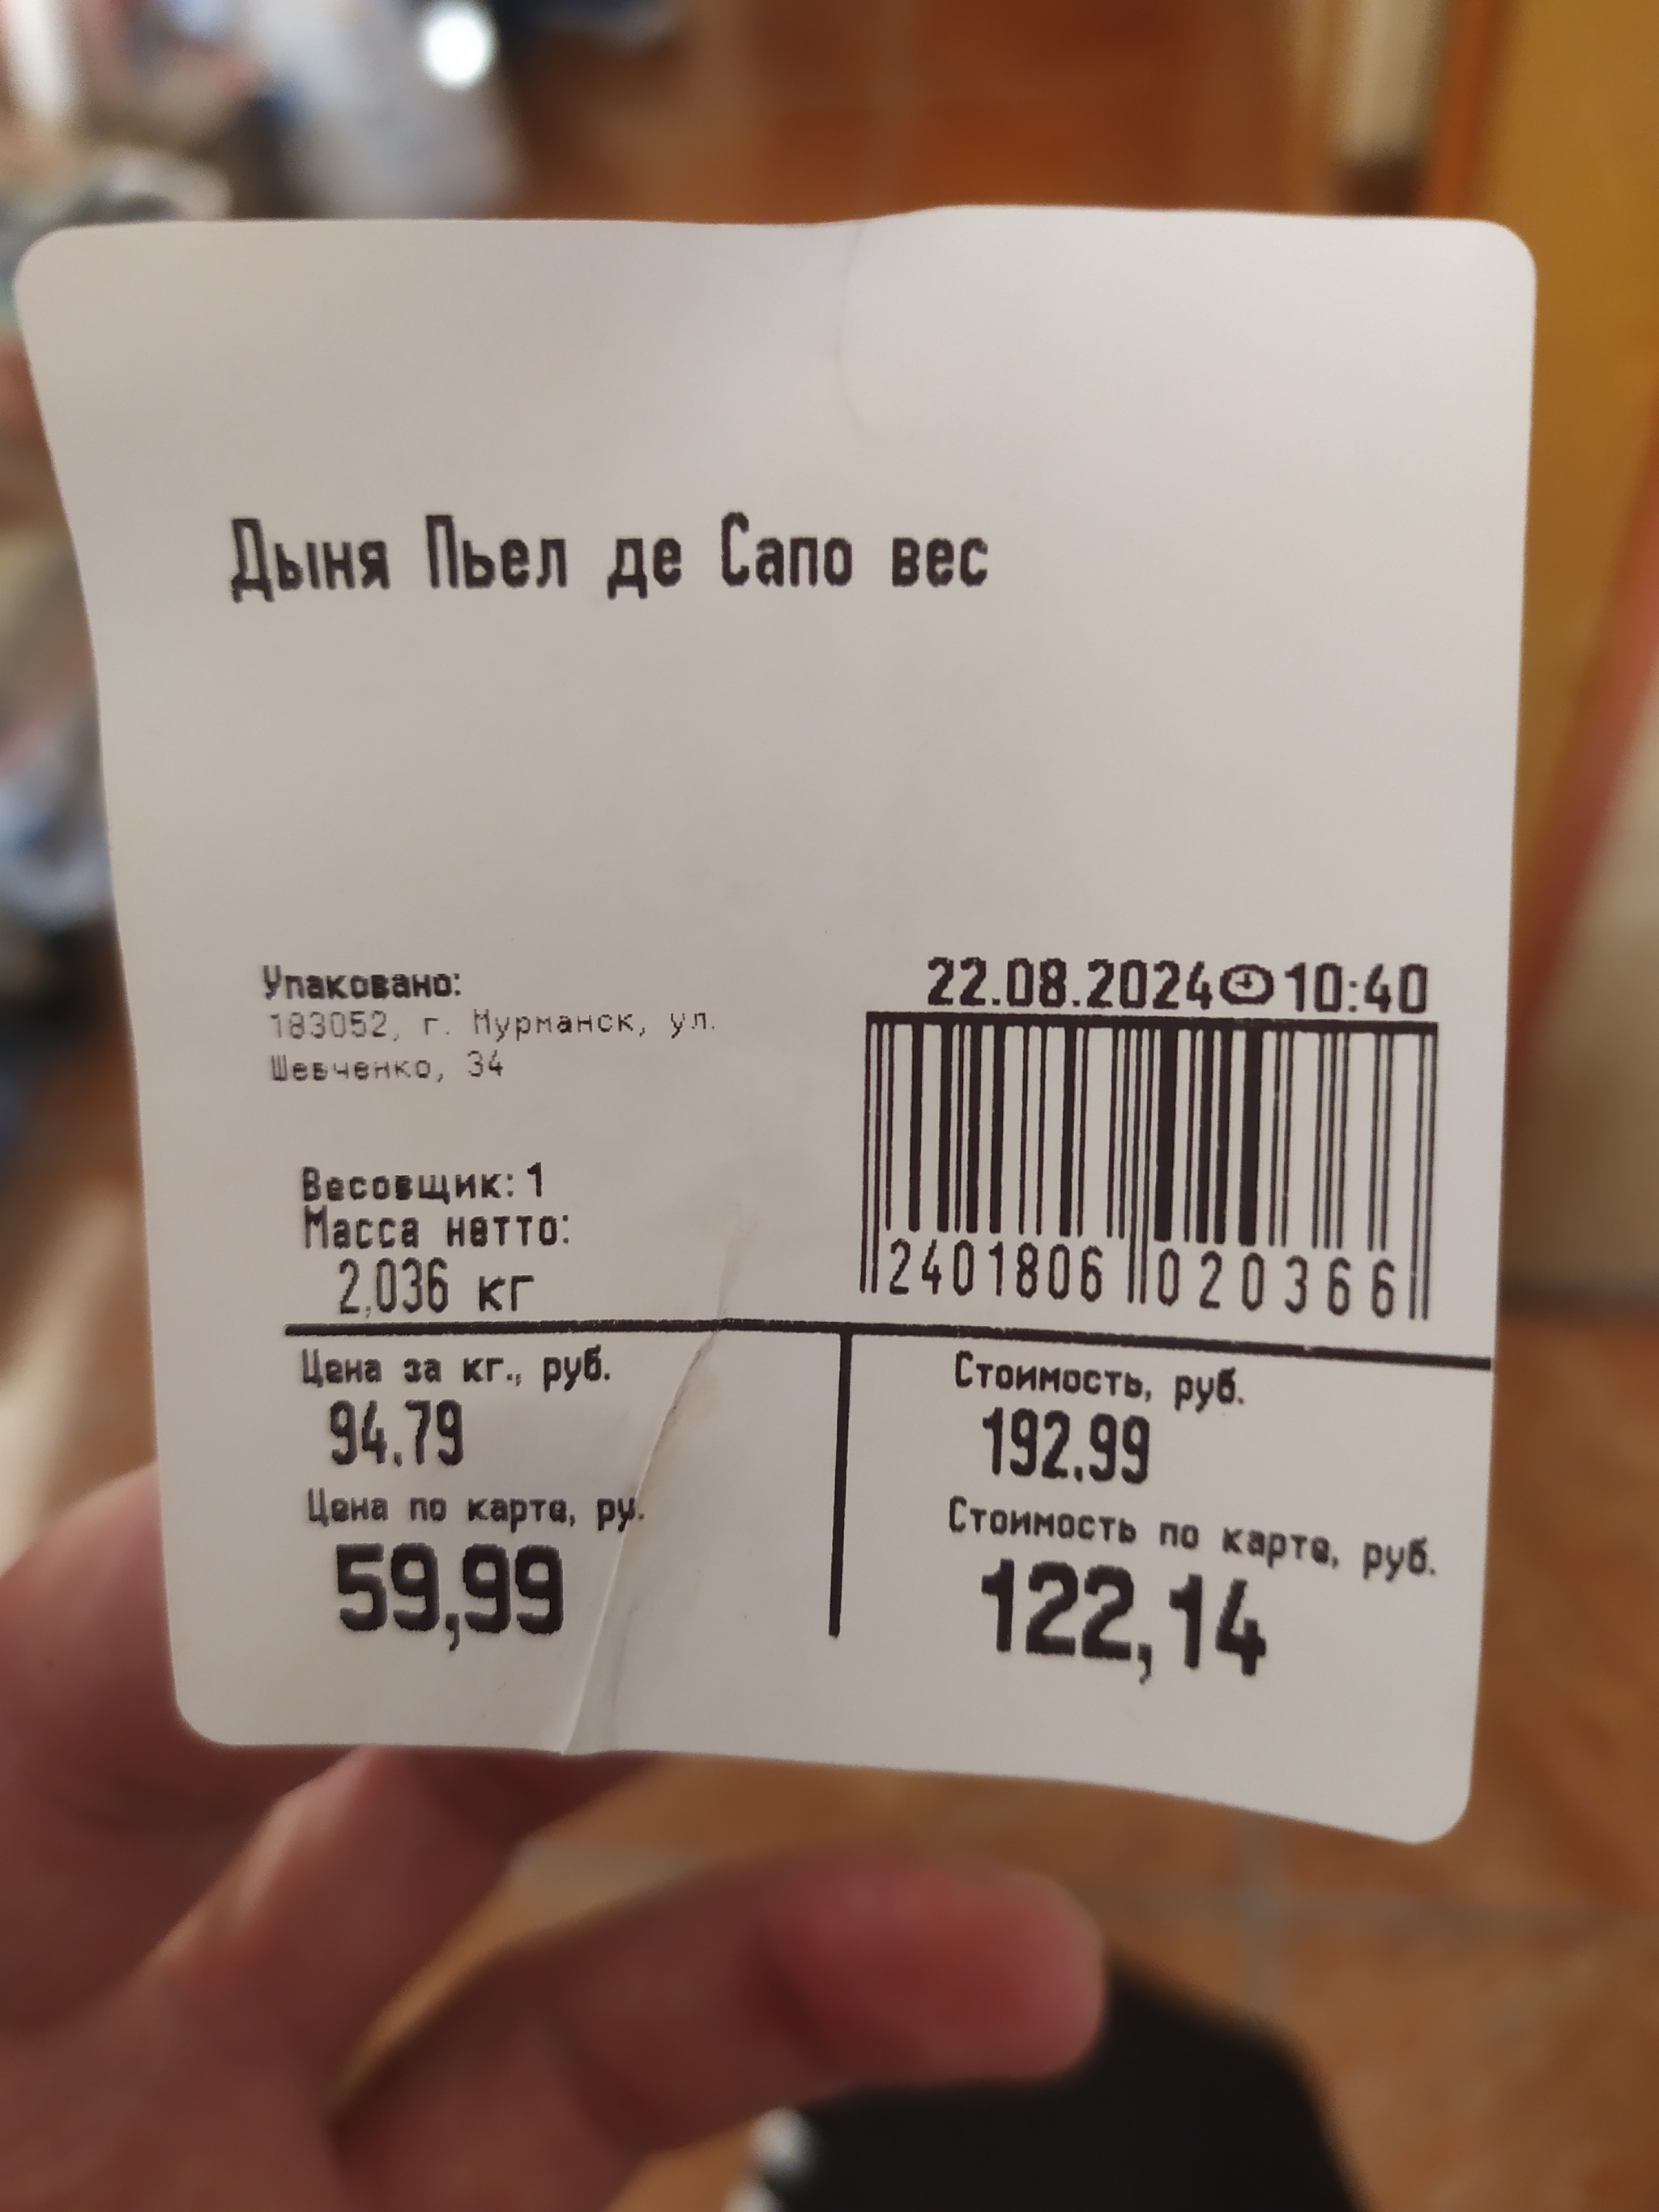 Дыня Пьел де Сапо вес
Упаковано:
183052, г. Мурманск, ул.
Шевченко, 34
22.08.2024 10:40
2401806 020366
Весовщик: 1
Масса нетто:
2,036 кг
Цена за кг., руб.
94.79
Цена по карте, ру.
59,99
Стоимость, руб.
192.99
Стоимость по карте, руб.
122,14